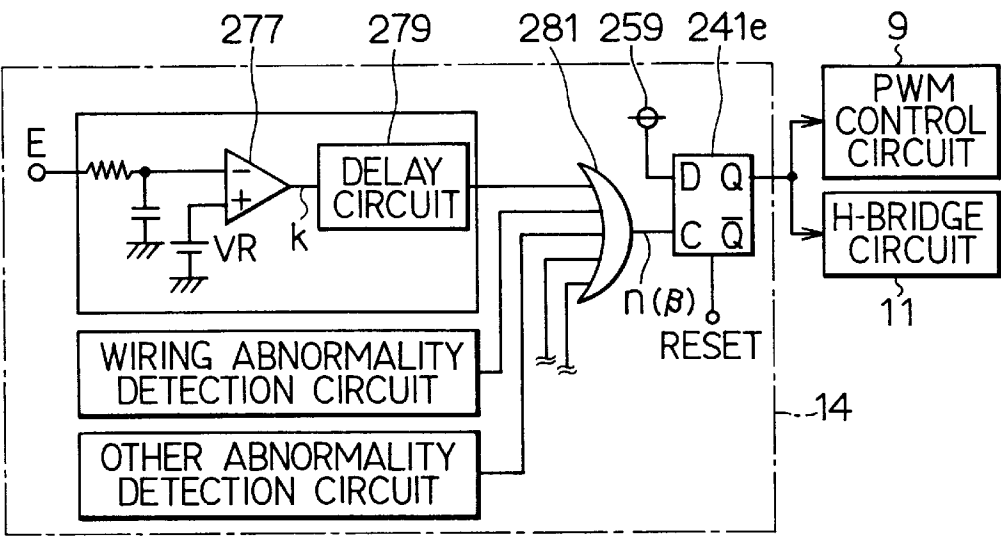 277 279 281 259 241e 9
PWM
CONTROL
CIRCUIT
E
− 
DELAY
CIRCUIT
+
k
VR
D Q
C Q̅
H-BRIDGE
CIRCUIT
n(β)
11
RESET
WIRING ABNORMALITY
DETECTION CIRCUIT
14
OTHER ABNORMALITY
DETECTION CIRCUIT